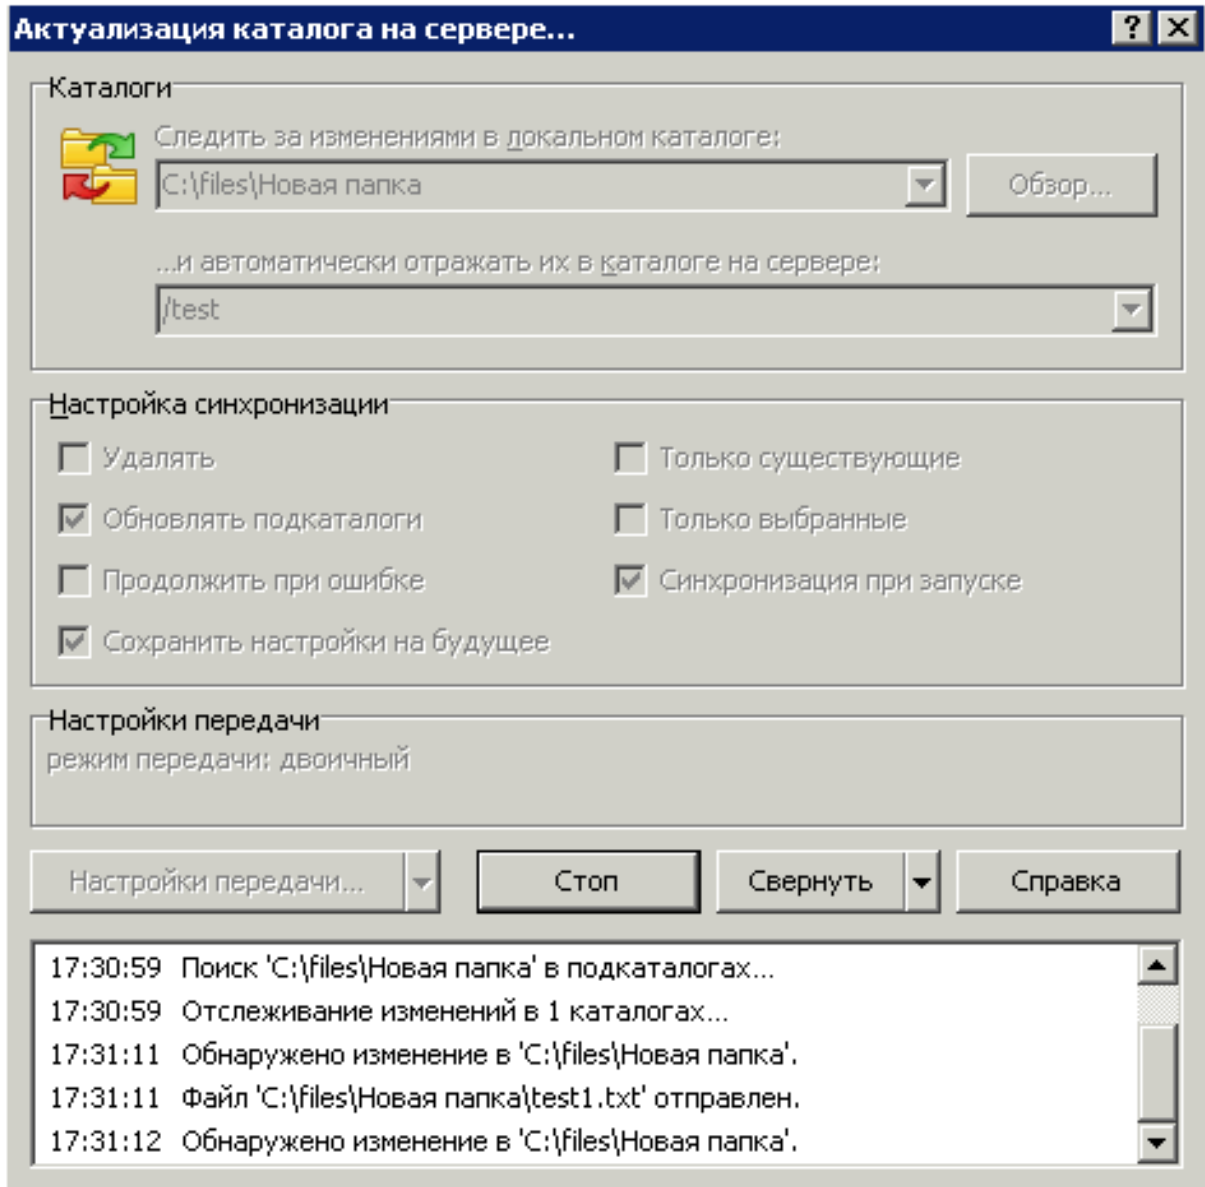 Актуализация каталога на сервере...
Каталоги
Следить за изменениями в локальном каталоге:
C:\files\Новая папка
Обзор...
...и автоматически отражать их в каталоге на сервере:
/test
Настройка синхронизации
Удалять
Только существующие
Обновлять подкаталоги
Только выбранные
Продолжить при ошибке
Синхронизация при запуске
Сохранить настройки на будущее
Настройки передачи
режим передачи: двоичный
Настройки передачи...
Стоп
Свернуть
Справка
17:30:59 Поиск 'C:\files\Новая папка' в подкаталогах...
17:30:59 Отслеживание изменений в 1 каталогах...
17:31:11 Обнаружено изменение в 'C:\files\Новая папка'.
17:31:11 Файл 'C:\files\Новая папка\test1.txt' отправлен.
17:31:12 Обнаружено изменение в 'C:\files\Новая папка'.